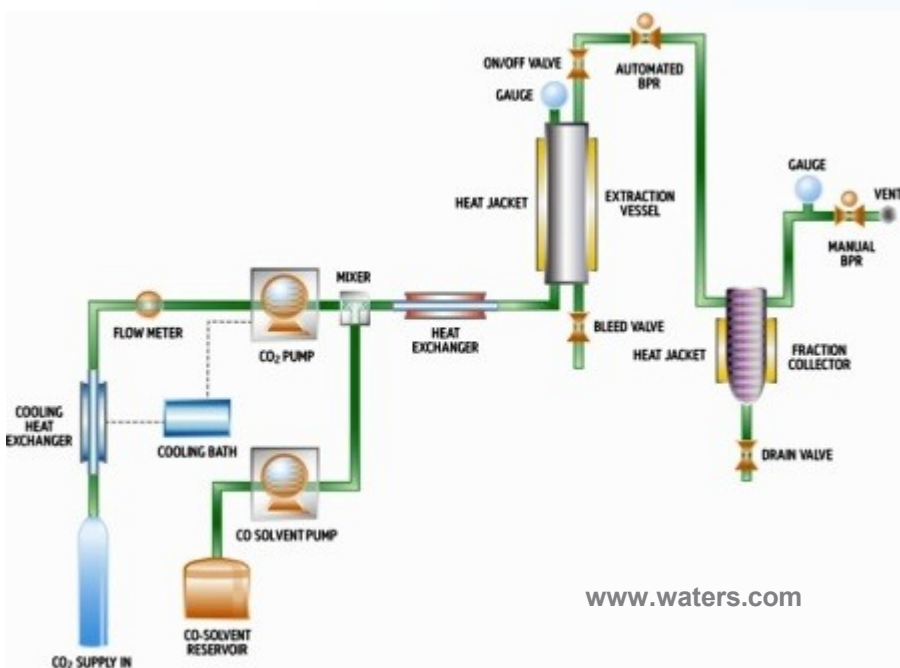 ON/OFF VALVE
AUTOMATED
BPR
GAUGE
HEAT JACKET
EXTRACTION
VESSEL
GAUGE
VENT
MANUAL
BPR
MIXER
FLOW METER
CO₂ PUMP
HEAT
EXCHANGER
BLEED VALVE
HEAT JACKET
FRACTION
COLLECTOR
COOLING
HEAT
EXCHANGER
COOLING BATH
DRAIN VALVE
CO SOLVENT PUMP
www.waters.com
CO-SOLVENT
RESERVOIR
CO₂ SUPPLY IN